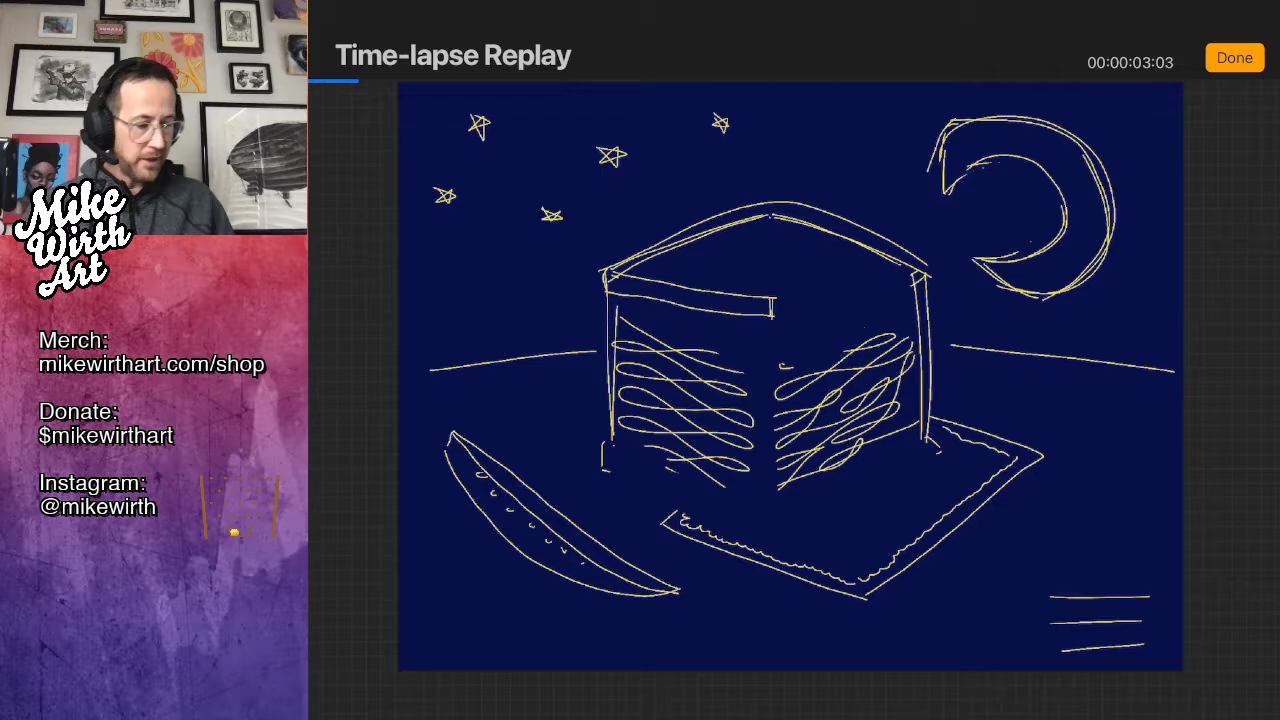 Time-lapse Replay
00:00:03:03
Done
Mike
Wirth
Art
Merch:
mikewirthart.com/shop
Donate:
$mikewirthart
Instagram:
@mikewirth